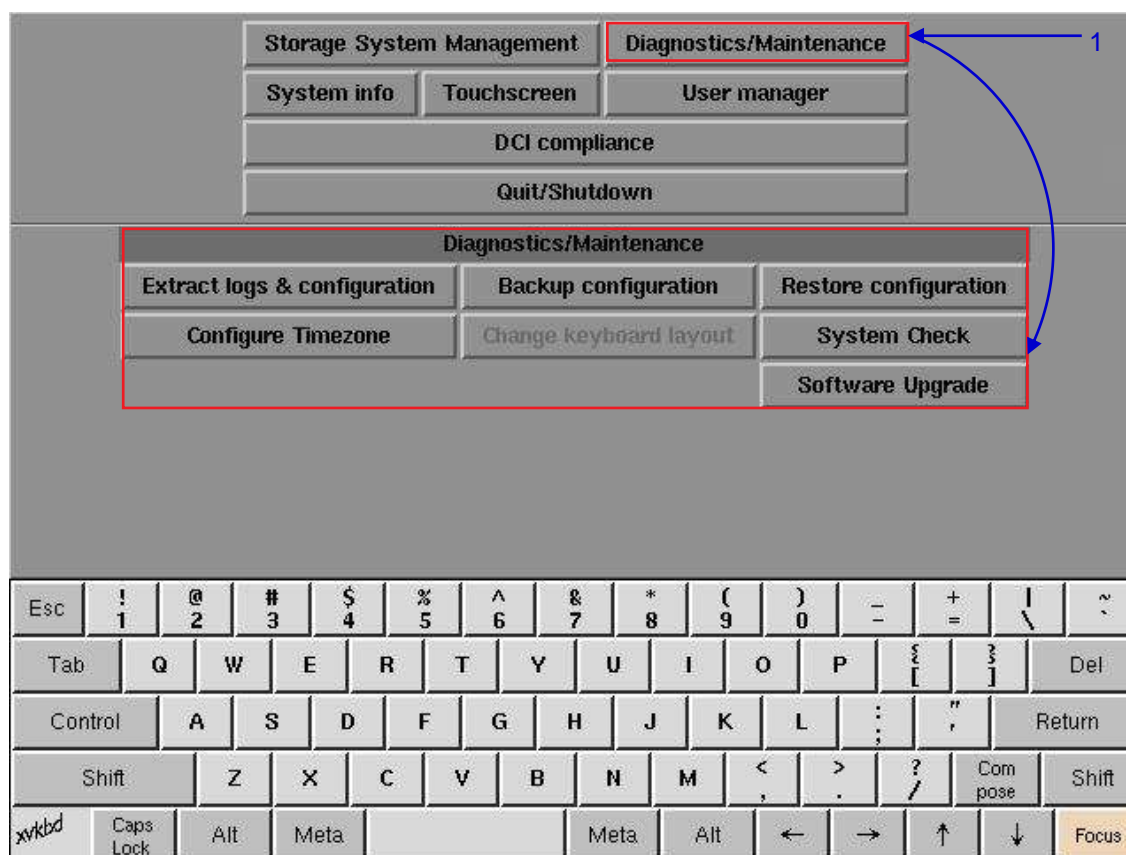 Storage System Management Diagnostics/Maintenance 1
System info Touchscreen User manager
DCI compliance
Quit/Shutdown
Diagnostics/Maintenance
Extract logs & configuration Backup configuration Restore configuration
Configure Timezone Change keyboard layout System Check
Software Upgrade
Esc ! 1 @ 2 # 3 $ 4 % 5 ^ 6 & 7 * 8 ( 9 ) 0 _ - + = | \ ~ `
Tab Q W E R T Y U I O P { [ } ] Del
Control A S D F G H J K L : ; " ' Return
Shift Z X C V B N M < , > . ? / Com pose Shift
xvkbd Caps Lock Alt Meta Meta Alt ← → ↑ ↓ Focus